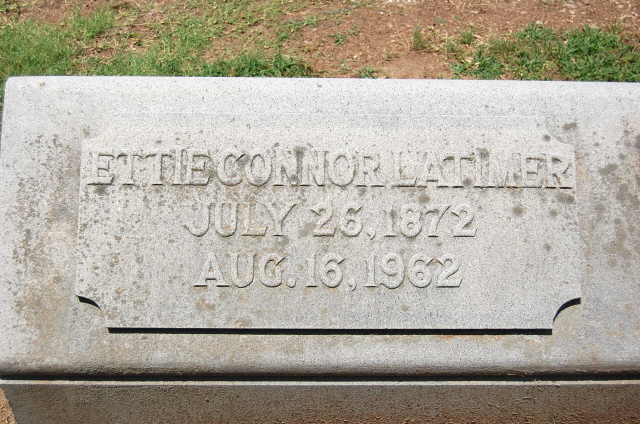 ETTIE CONNOR LATIMER
JULY 26, 1872
AUG. 16, 1962